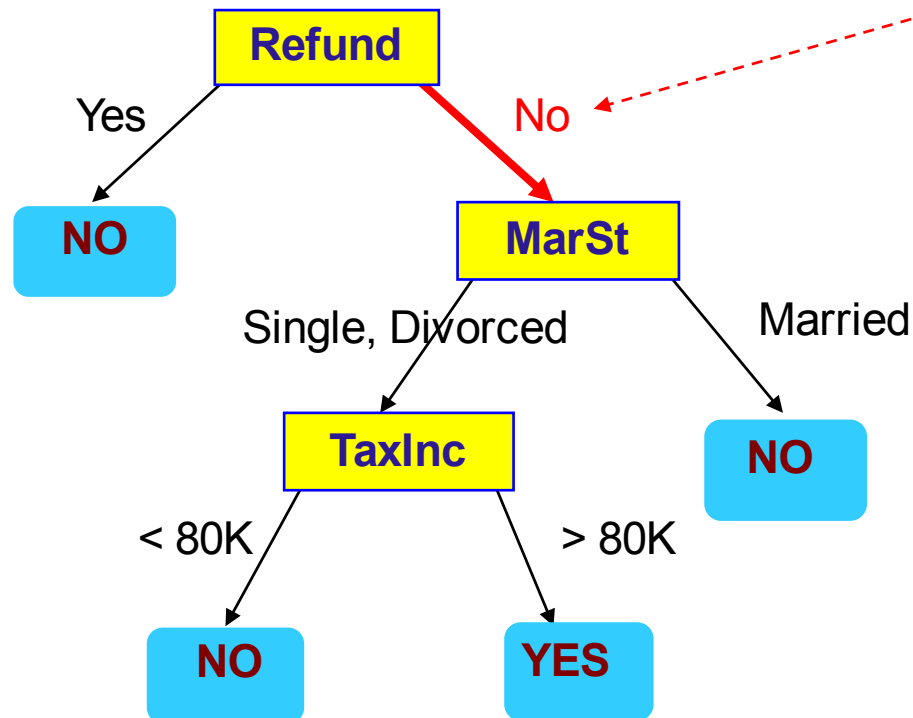 Refund
Yes
No
NO
MarSt
Single, Divorced
Married
TaxInc
NO
< 80K
> 80K
NO
YES